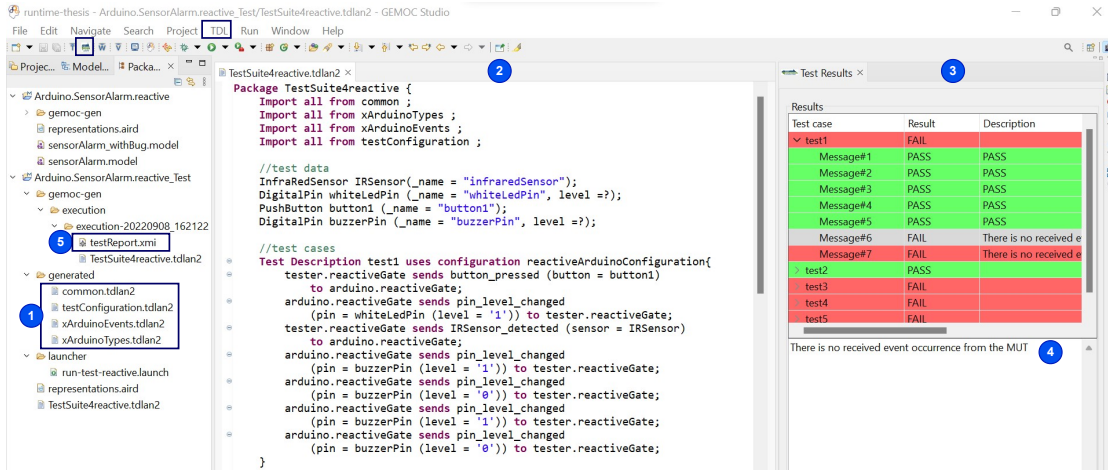 runtime-thesis - Arduino.SensorAlarm.reactive_Test/TestSuite4reactive.tdlan2 - GEMOC Studio
File Edit Navigate Search Project TDL Run Window Help
Projec... Model... Packa... ×
Arduino.SensorAlarm.reactive
gemoc-gen
representations.aird
sensorAlarm_withBug.model
sensorAlarm.model
Arduino.SensorAlarm.reactive_Test
gemoc-gen
execution
execution-20220908_162122
5 testReport.xmi
TestSuite4reactive.tdlan2
generated
common.tdlan2
testConfiguration.tdlan2
1 xArduinoEvents.tdlan2
xArduinoTypes.tdlan2
launcher
run-test-reactive.launch
representations.aird
TestSuite4reactive.tdlan2
TestSuite4reactive.tdlan2 ×
2
Package TestSuite4reactive {
Import all from common ;
Import all from xArduinoTypes ;
Import all from xArduinoEvents ;
Import all from testConfiguration ;
//test data
InfraRedSensor IRSensor(_name = "infraredSensor");
DigitalPin whiteLedPin (_name = "whiteLedPin", level =?);
PushButton button1 (_name = "button1");
DigitalPin buzzerPin (_name = "buzzerPin", level =?);
//test cases
Test Description test1 uses configuration reactiveArduinoConfiguration{
tester.reactiveGate sends button_pressed (button = button1)
to arduino.reactiveGate;
arduino.reactiveGate sends pin_level_changed
(pin = whiteLedPin (level = '1')) to tester.reactiveGate;
tester.reactiveGate sends IRSensor_detected (sensor = IRSensor)
to arduino.reactiveGate;
arduino.reactiveGate sends pin_level_changed
(pin = buzzerPin (level = '1')) to tester.reactiveGate;
arduino.reactiveGate sends pin_level_changed
(pin = buzzerPin (level = '0')) to tester.reactiveGate;
arduino.reactiveGate sends pin_level_changed
(pin = buzzerPin (level = '1')) to tester.reactiveGate;
arduino.reactiveGate sends pin_level_changed
(pin = buzzerPin (level = '0')) to tester.reactiveGate;
}
Test Results ×
3
Results
Test case Result Description
test1 FAIL
Message#1 PASS PASS
Message#2 PASS PASS
Message#3 PASS PASS
Message#4 PASS PASS
Message#5 PASS PASS
Message#6 FAIL There is no received e
Message#7 FAIL There is no received e
test2 PASS
test3 FAIL
test4 FAIL
test5 FAIL
There is no received event occurrence from the MUT
4